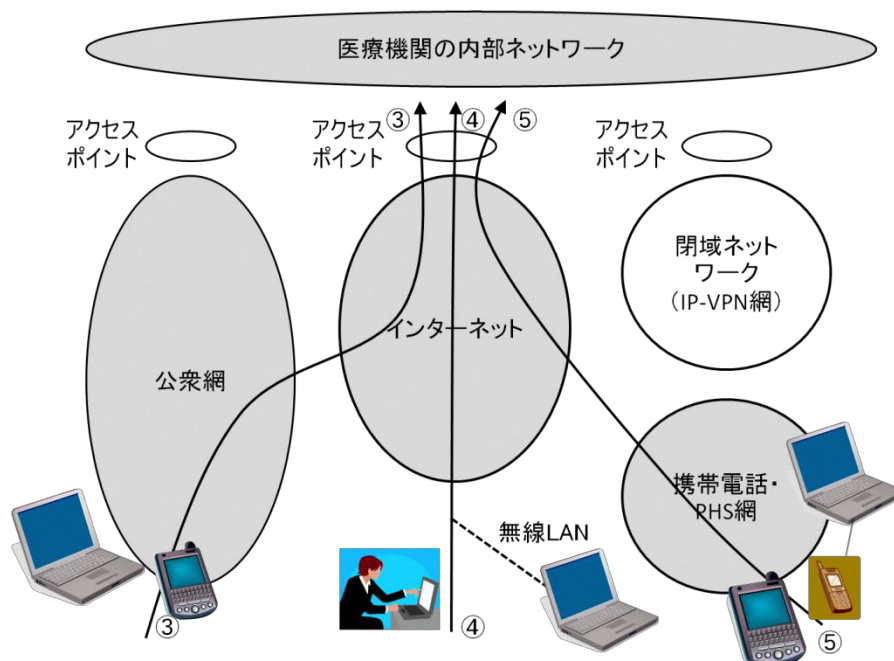 医療機関の内部ネットワーク
③
④
⑤
アクセス
ポイント
アクセス
ポイント
アクセス
ポイント
閉域ネット
ワーク
(IP-VPN網)
インターネット
公衆網
携帯電話・
PHS網
無線LAN
③
④
⑤